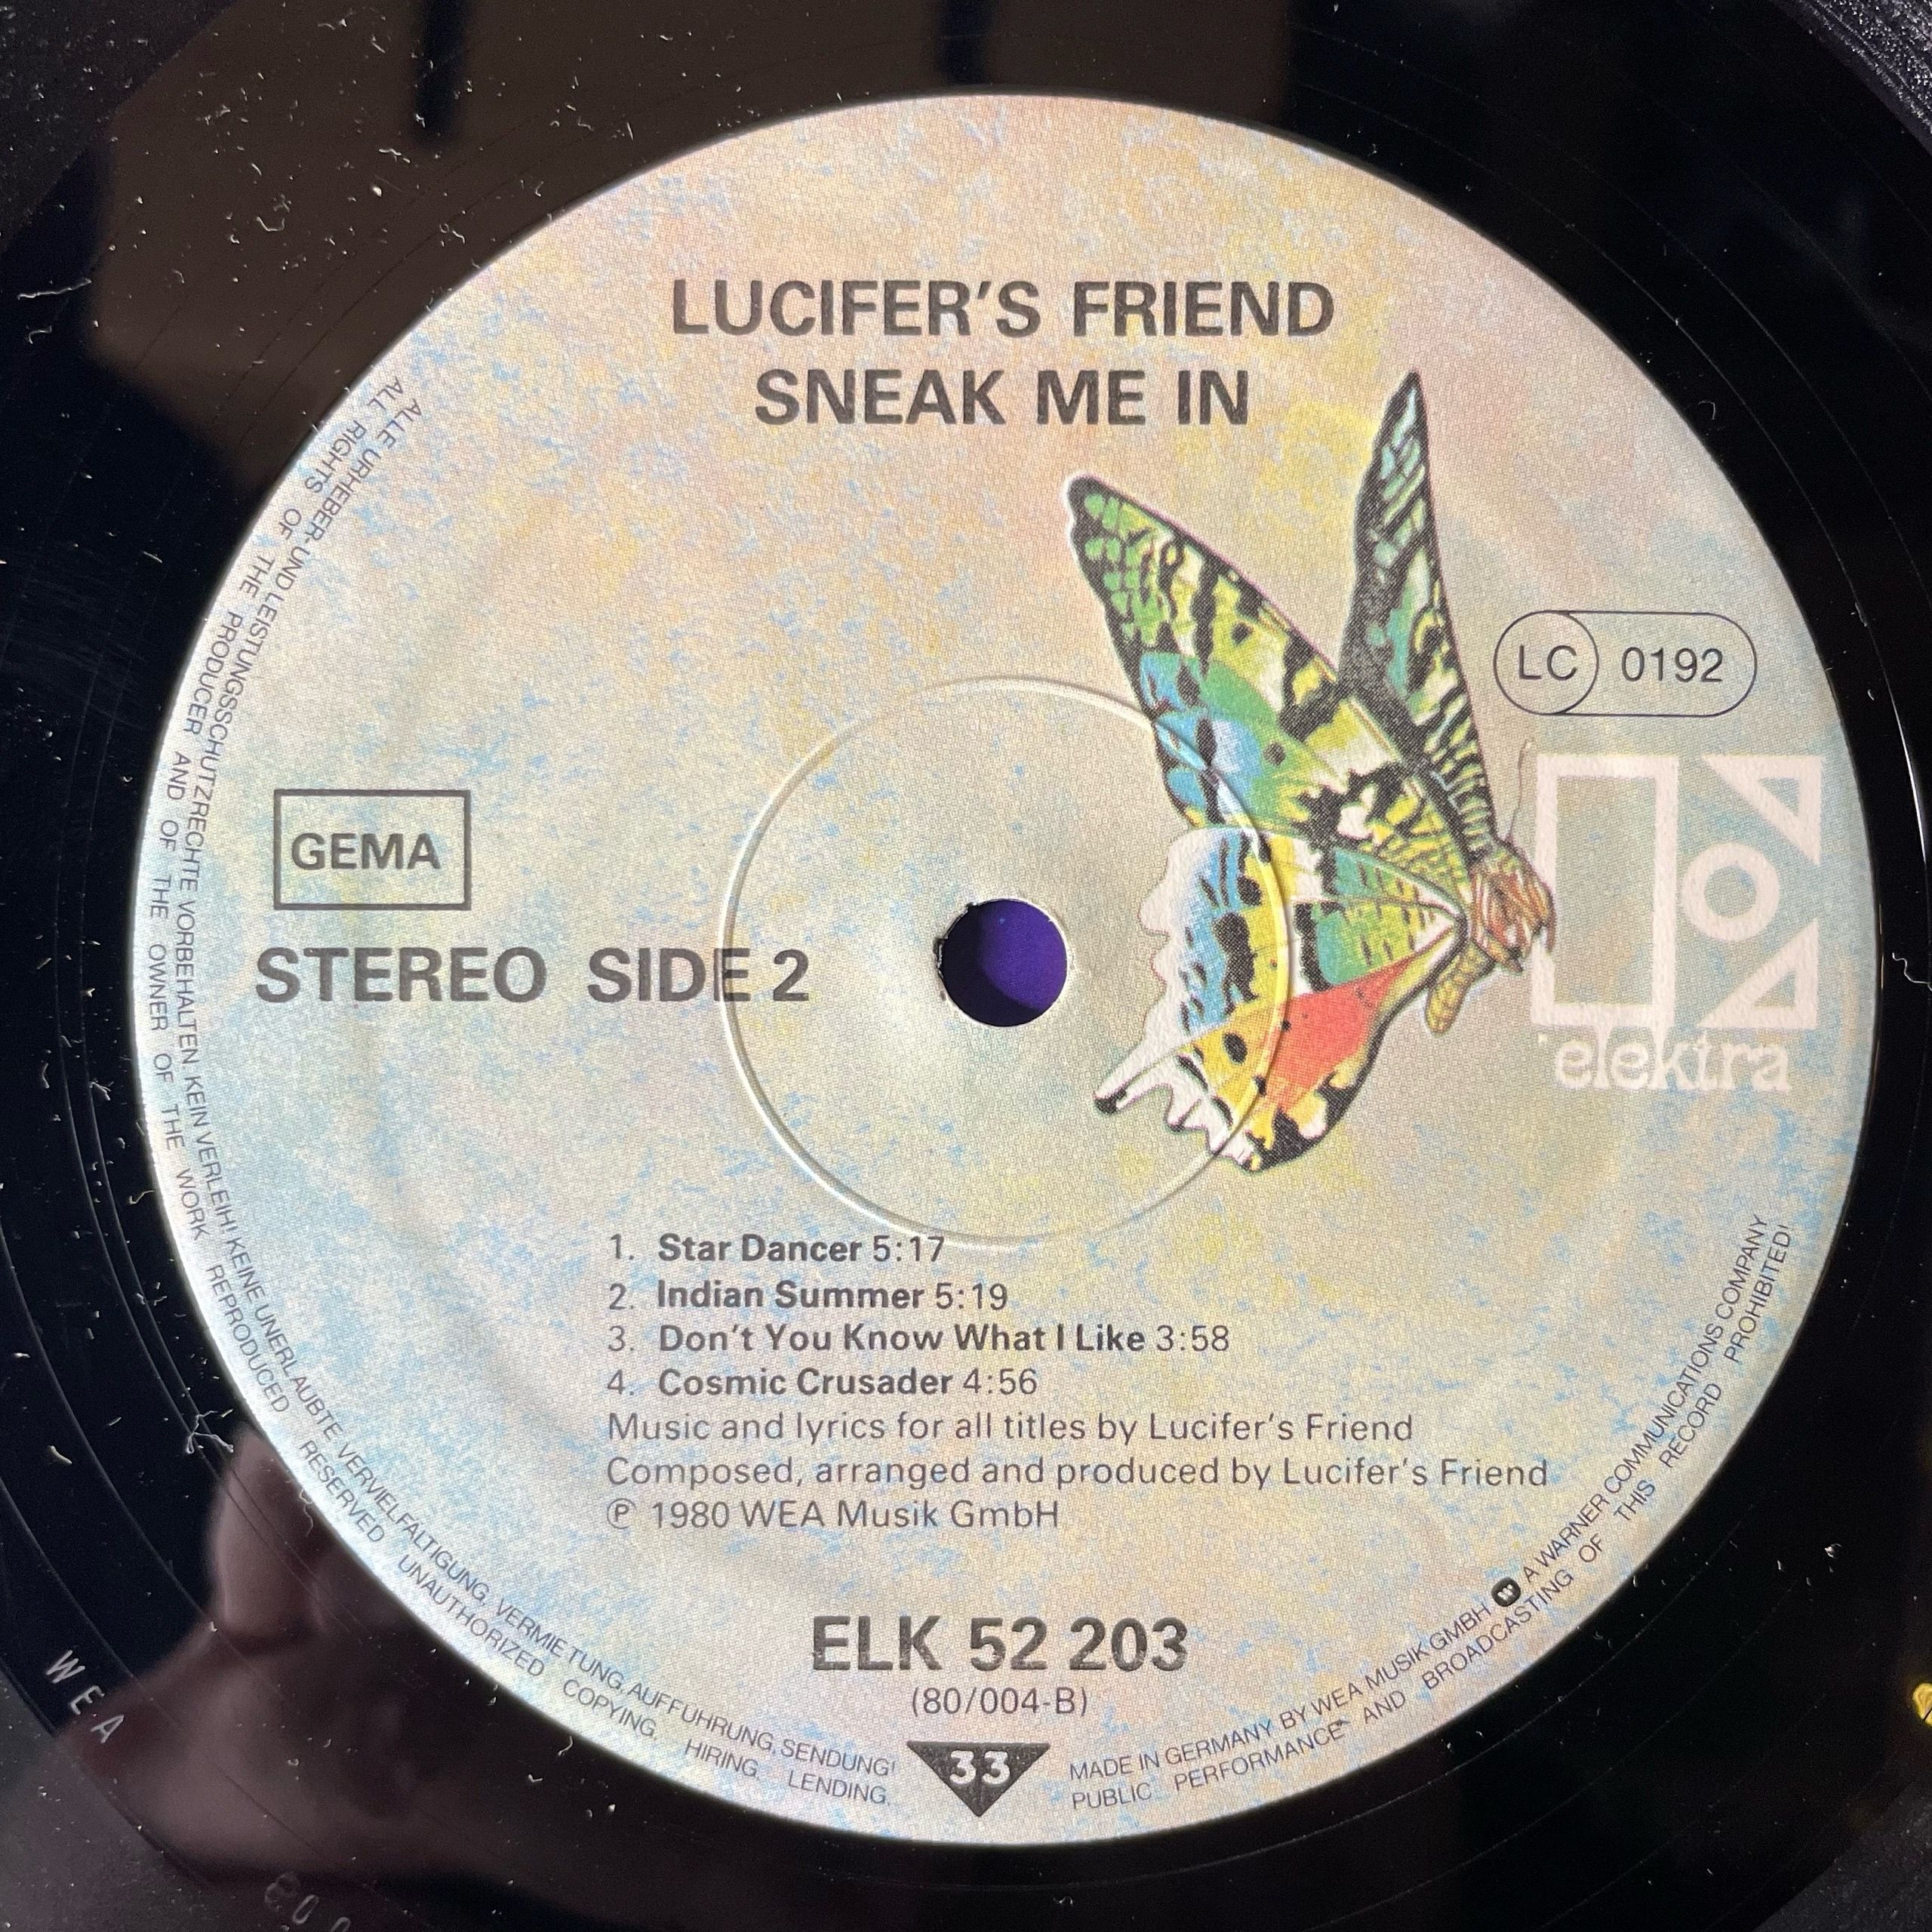 LUCIFER'S FRIEND
SNEAK ME IN
LC 0192
GEMA
STEREO SIDE 2
elektra
1. Star Dancer 5:17
2. Indian Summer 5:19
3. Don't You Know What I Like 3:58
4. Cosmic Crusader 4:56
Music and lyrics for all titles by Lucifer's Friend
Composed, arranged and produced by Lucifer's Friend
℗ 1980 WEA Musik GmbH
ELK 52 203
(80/004-B)
33
ALLE URHEBER-UND LEISTUNGSSCHUTZRECHTE VORBEHALTEN. KEIN VERLEIH! KEINE UNERLAUBTE VERVIELFÄLTIGUNG, VERMIETUNG, AUFFÜHRUNG, SENDUNG!
ALL RIGHTS OF THE PRODUCER AND OF THE OWNER OF THE WORK REPRODUCED RESERVED UNAUTHORIZED COPYING, HIRING, LENDING,
MADE IN GERMANY BY WEA MUSIK GMBH A WARNER COMMUNICATIONS COMPANY
PUBLIC PERFORMANCE AND BROADCASTING OF THIS RECORD PROHIBITED!
WEA